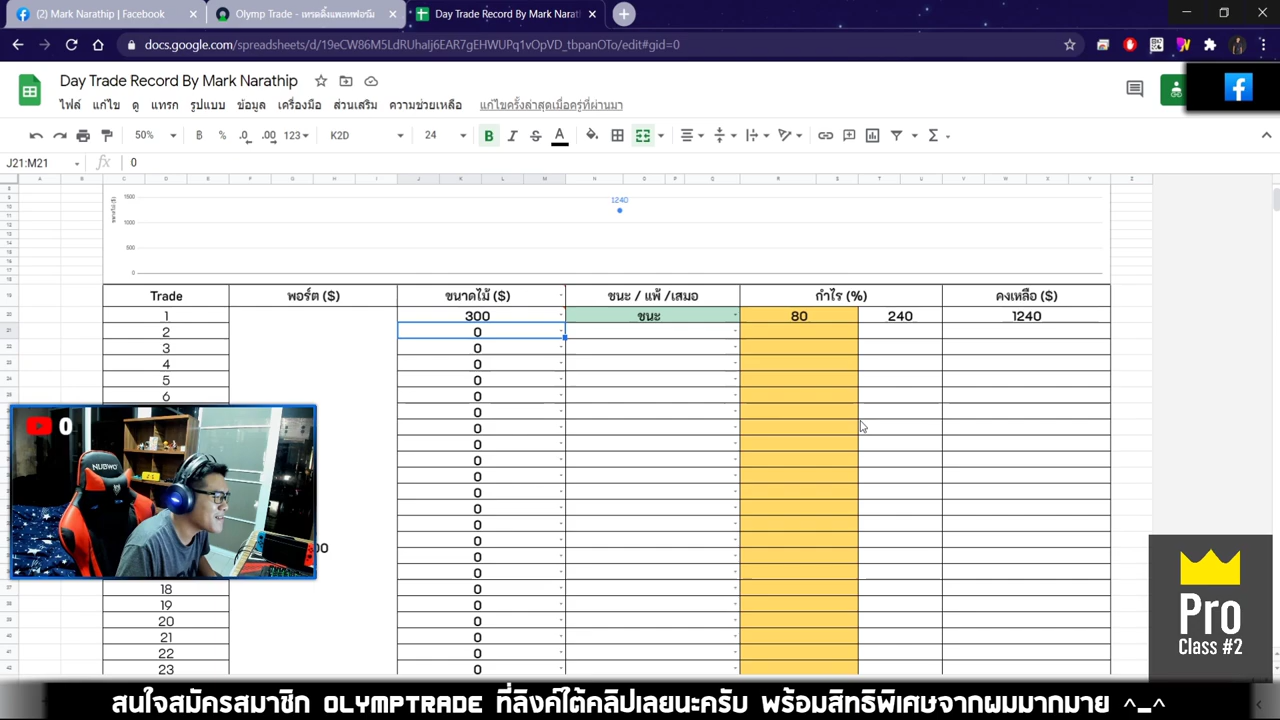 (2) Mark Narathip | Facebook
Olymp Trade - เทรดดิ้งแพลทฟอร์ม
Day Trade Record By Mark Narat
docs.google.com/spreadsheets/d/19eCW86M5LdRUhaIj6EAR7gEHWUPq1vOpVD_tbpanOTo/edit#gid=0
Day Trade Record By Mark Narathip
ไฟล์ แก้ไข ดู แทรก รูปแบบ ข้อมูล เครื่องมือ ส่วนเสริม ความช่วยเหลือ แก้ไขครั้งล่าสุดเมื่อครู่ที่ผ่านมา
50% ฿ % .0 .00 123 K2D 24 B I S A Σ
J21:M21 fx 0
A B C D E F G H I J K L M N O P Q R S T U V W X Y Z
1500
1240
1000
500
0
Trade พอร์ต ($) ขนาดไม้ ($) ชนะ / แพ้ /เสมอ กำไร (%) คงเหลือ ($)
1 300 ชนะ 80 240 1240
2 0
3 0
4 0
5 0
6 0
0
0
0
0
0
0
0
0
00 0
0
0
18 0
19 0
20 0
21 0
22 0
23 0
0
NUBWO
Pro
Class #2
สนใจสมัครสมาชิก OLYMPTRADE ที่ลิงค์ใต้คลิปเลยนะครับ พร้อมสิทธิพิเศษจากผมมากมาย ^_^